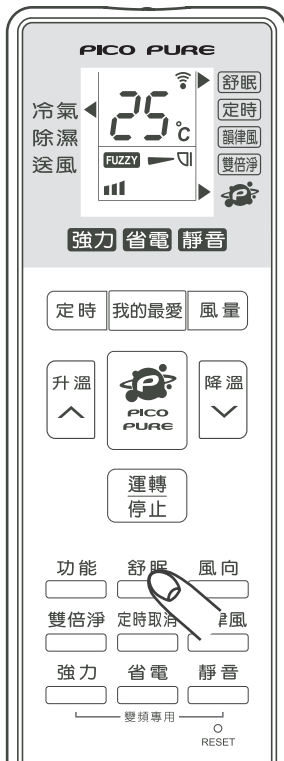 PICO PURE
冷氣 25℃ 舒眠
除濕 定時
送風 FUZZY 韻律風
雙倍淨
強力 省電 靜音
定時 我的最愛 風量
升溫 PICO PURE 降溫
運轉
停止
功能 舒眠 風向
雙倍淨 定時取消 律風
強力 省電 靜音
變頻專用
RESET